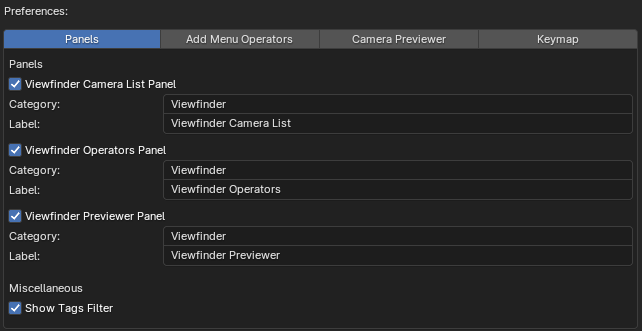 Preferences:
Panels Add Menu Operators Camera Previewer Keymap
Panels
Viewfinder Camera List Panel
Category: Viewfinder
Label: Viewfinder Camera List
Viewfinder Operators Panel
Category: Viewfinder
Label: Viewfinder Operators
Viewfinder Previewer Panel
Category: Viewfinder
Label: Viewfinder Previewer
Miscellaneous
Show Tags Filter